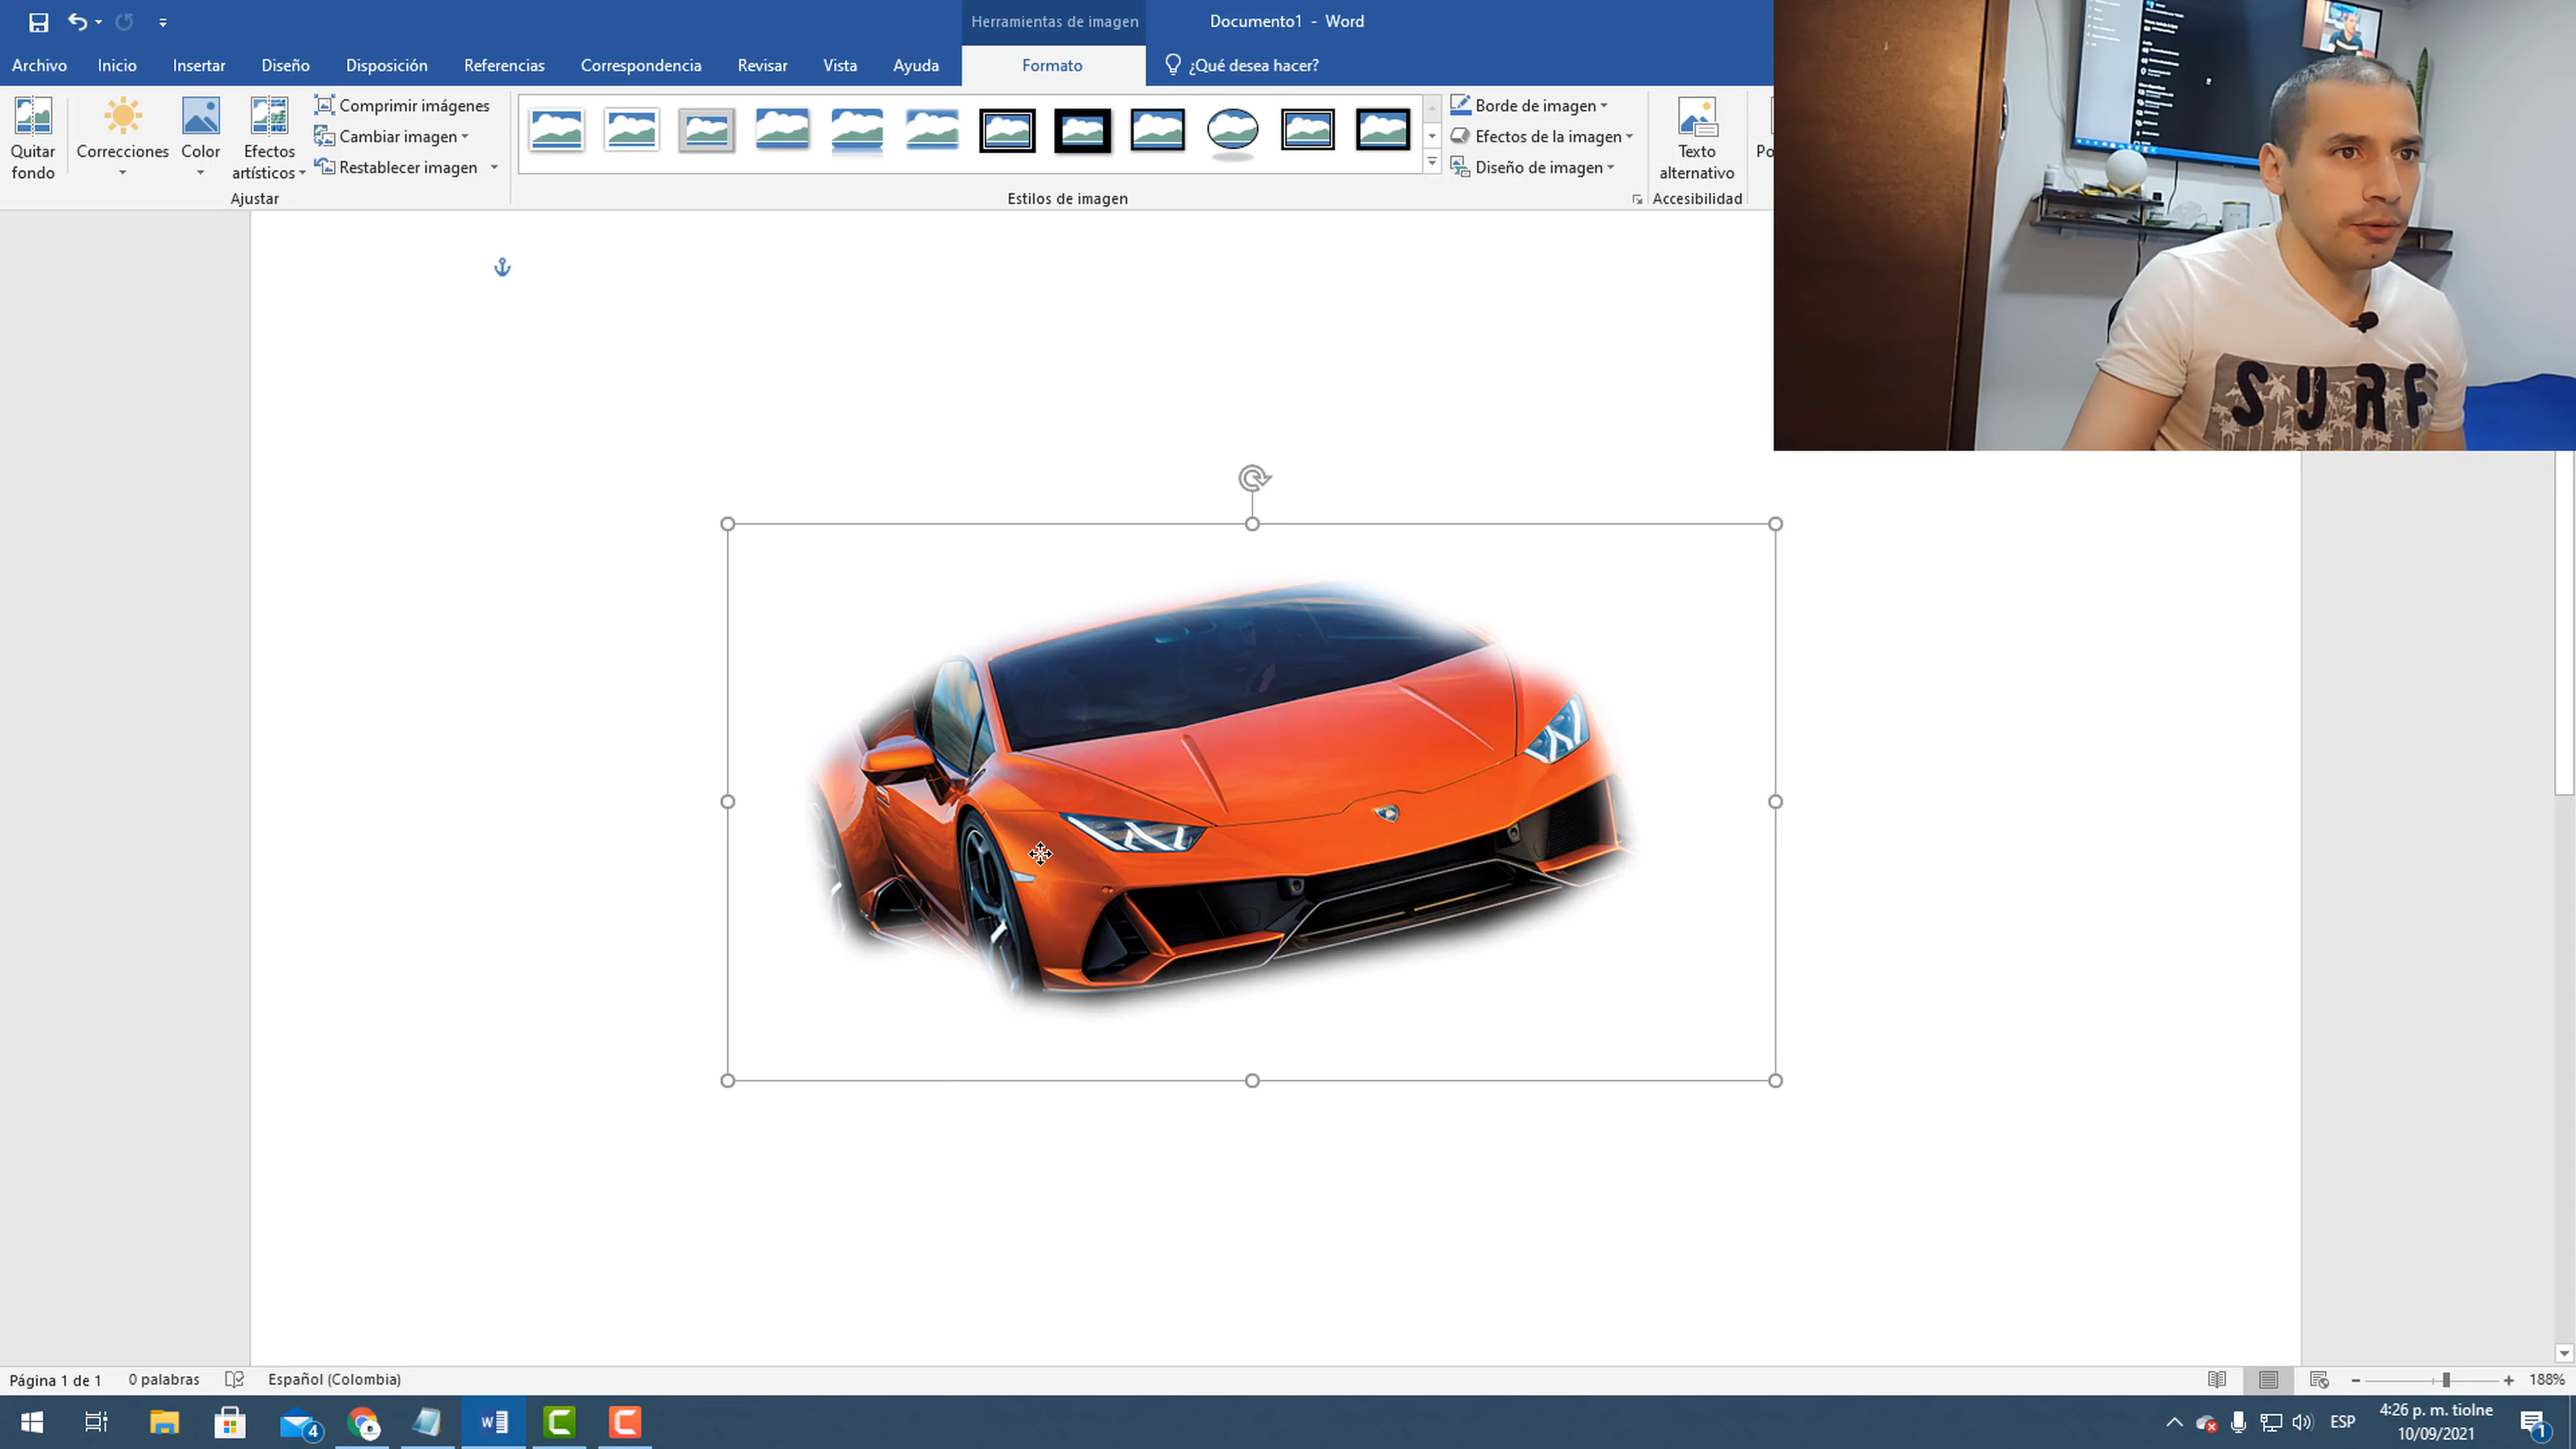 Herramientas de imagen
Documento1 - Word
Archivo Inicio Insertar Diseño Disposición Referencias Correspondencia Revisar Vista Ayuda Formato ¿Qué desea hacer?
Quitar fondo
Correcciones
Color
Efectos artísticos
Comprimir imágenes
Cambiar imagen
Restablecer imagen
Ajustar
Estilos de imagen
Borde de imagen
Efectos de la imagen
Diseño de imagen
Texto alternativo
Accesibilidad
Po
SURF
Página 1 de 1 0 palabras Español (Colombia) 188%
4
W
C
C
ESP
4:26 p. m. tiolne
10/09/2021
1